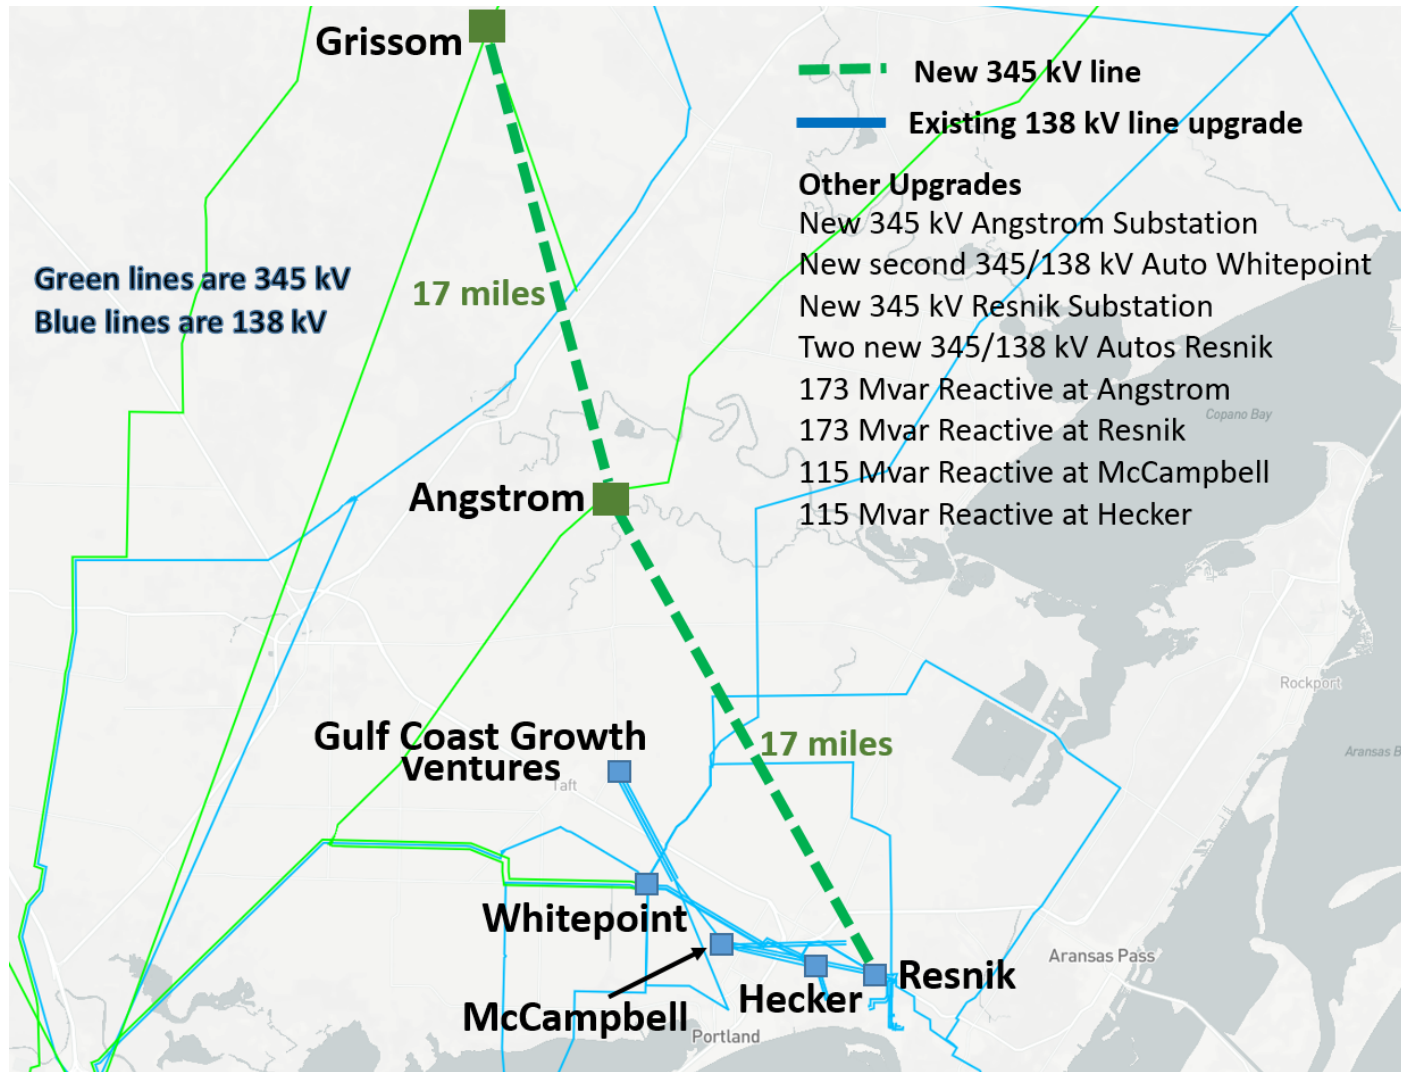 Grissom
New 345 kV line
Existing 138 kV line upgrade
Other Upgrades
New 345 kV Angstrom Substation
New second 345/138 kV Auto Whitepoint
New 345 kV Resnik Substation
Two new 345/138 kV Autos Resnik
173 Mvar Reactive at Angstrom
173 Mvar Reactive at Resnik
115 Mvar Reactive at McCampbell
115 Mvar Reactive at Hecker
Green lines are 345 kV
Blue lines are 138 kV
17 miles
Copano Bay
Angstrom
Rockport
Gulf Coast Growth
Ventures
17 miles
Aransas B
Taft
Whitepoint
Aransas Pass
Resnik
Hecker
McCampbell
Portland